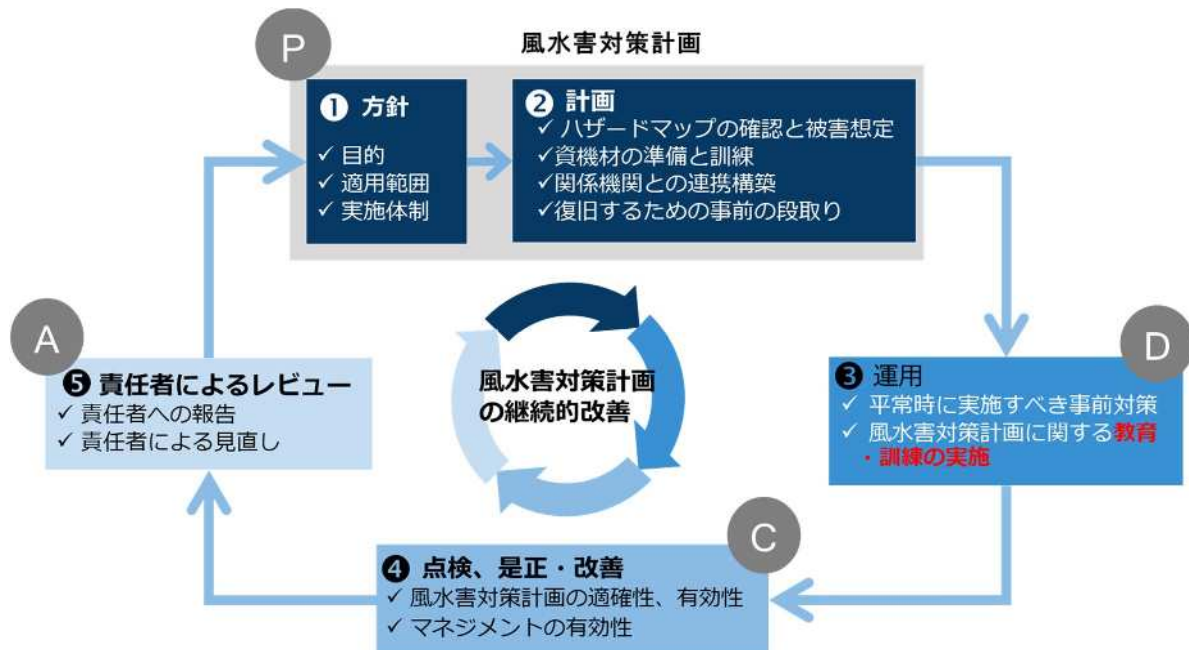 P
風水害対策計画
❶ 方針
✓ 目的
✓ 適用範囲
✓ 実施体制
❷ 計画
✓ ハザードマップの確認と被害想定
✓資機材の準備と訓練
✓関係機関との連携構築
✓復旧するための事前の段取り
D
❸ 運用
✓ 平常時に実施すべき事前対策
✓ 風水害対策計画に関する教育
・訓練の実施
C
❹ 点検、是正・改善
✓ 風水害対策計画の適確性、有効性
✓ マネジメントの有効性
A
❺ 責任者によるレビュー
✓ 責任者への報告
✓ 責任者による見直し
風水害対策計画
の継続的改善